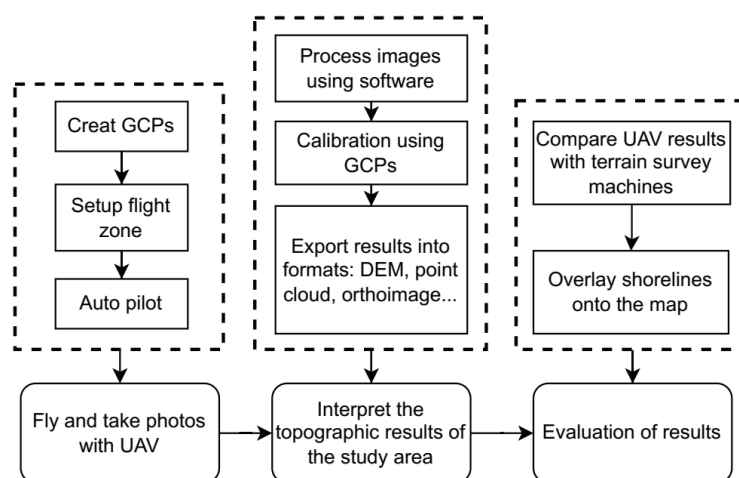 Creat GCPs
Setup flight
zone
Auto pilot
Process images
using software
Calibration using
GCPs
Export results into
formats: DEM, point
cloud, orthoimage...
Compare UAV results
with terrain survey
machines
Overlay shorelines
onto the map
Fly and take photos
with UAV
Interpret the
topographic results of
the study area
Evaluation of results